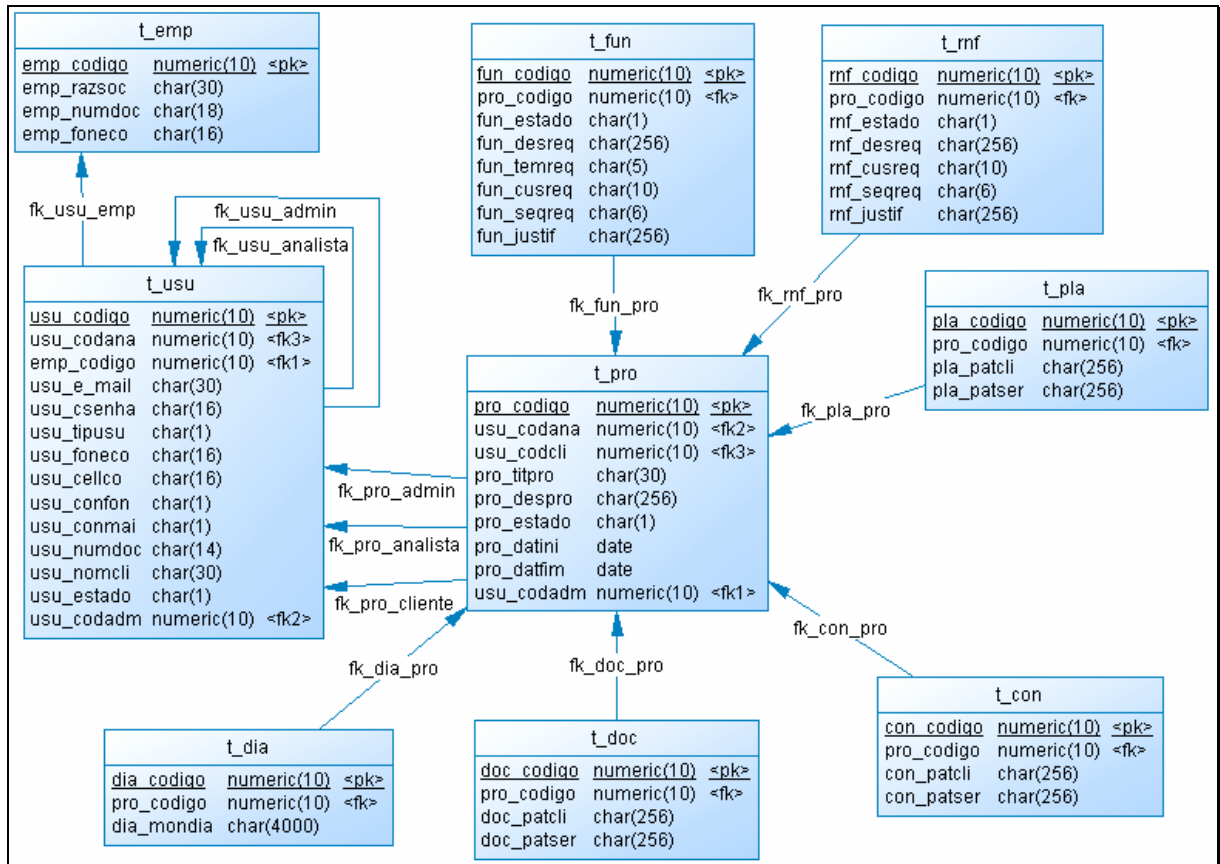 t_emp
emp_codigo numeric(10) <pk>
emp_razsoc char(30)
emp_numdoc char(18)
emp_foneco char(16)
t_fun
fun_codigo numeric(10) <pk>
pro_codigo numeric(10) <fk>
fun_estado char(1)
fun_desreq char(256)
fun_temreq char(5)
fun_cusreq char(10)
fun_seqreq char(6)
fun_justif char(256)
t_rnf
rnf_codigo numeric(10) <pk>
pro_codigo numeric(10) <fk>
rnf_estado char(1)
rnf_desreq char(256)
rnf_cusreq char(10)
rnf_seqreq char(6)
rnf_justif char(256)
fk_usu_emp
fk_usu_admin
fk_usu_analista
fk_fun_pro
fk_rnf_pro
t_usu
usu_codigo numeric(10) <pk>
usu_codana numeric(10) <fk3>
emp_codigo numeric(10) <fk1>
usu_e_mail char(30)
usu_csenha char(16)
usu_tipusu char(1)
usu_foneco char(16)
usu_cellco char(16)
usu_confon char(1)
usu_conmai char(1)
usu_numdoc char(14)
usu_nomcli char(30)
usu_estado char(1)
usu_codadm numeric(10) <fk2>
t_pla
pla_codigo numeric(10) <pk>
pro_codigo numeric(10) <fk>
pla_patcli char(256)
pla_patser char(256)
fk_pla_pro
t_pro
pro_codigo numeric(10) <pk>
usu_codana numeric(10) <fk2>
usu_codcli numeric(10) <fk3>
pro_titpro char(30)
pro_despro char(256)
pro_estado char(1)
pro_datini date
pro_datfim date
usu_codadm numeric(10) <fk1>
fk_pro_admin
fk_pro_analista
fk_pro_cliente
fk_dia_pro
fk_doc_pro
fk_con_pro
t_dia
dia_codigo numeric(10) <pk>
pro_codigo numeric(10) <fk>
dia_mondia char(4000)
t_doc
doc_codigo numeric(10) <pk>
pro_codigo numeric(10) <fk>
doc_patcli char(256)
doc_patser char(256)
t_con
con_codigo numeric(10) <pk>
pro_codigo numeric(10) <fk>
con_patcli char(256)
con_patser char(256)